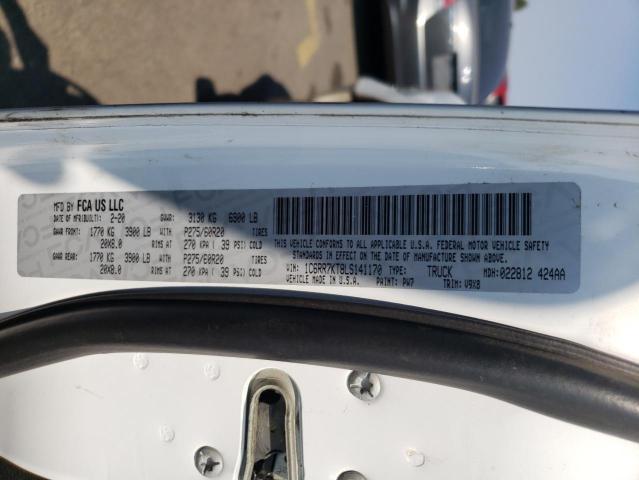 MFD BY FCA US LLC
DATE OF MFR(BUILT): 2-20 GVWR: 3130 KG 6900 LB
GAWR FRONT: 1770 KG 3900 LB P275/60R20
20X8.0 RIMS AT 270 KPA ( 39 PSI) COLD
GAWR REAR: 1770 KG 3900 LB P275/60R20
20X8.0 RIMS AT 270 KPA ( 39 PSI) COLD
THIS VEHICLE CONFORMS TO ALL APPLICABLE U.S.A. FEDERAL MOTOR VEHICLE SAFETY
STANDARDS IN EFFECT ON THE DATE OF MANUFACTURE SHOWN ABOVE
VIN: 1C6RR7KT8LS141170 TYPE: TRUCK MDH: 022812 424AA
VEHICLE MADE IN U.S.A. PAINT: PW7 TRIM: V9X8